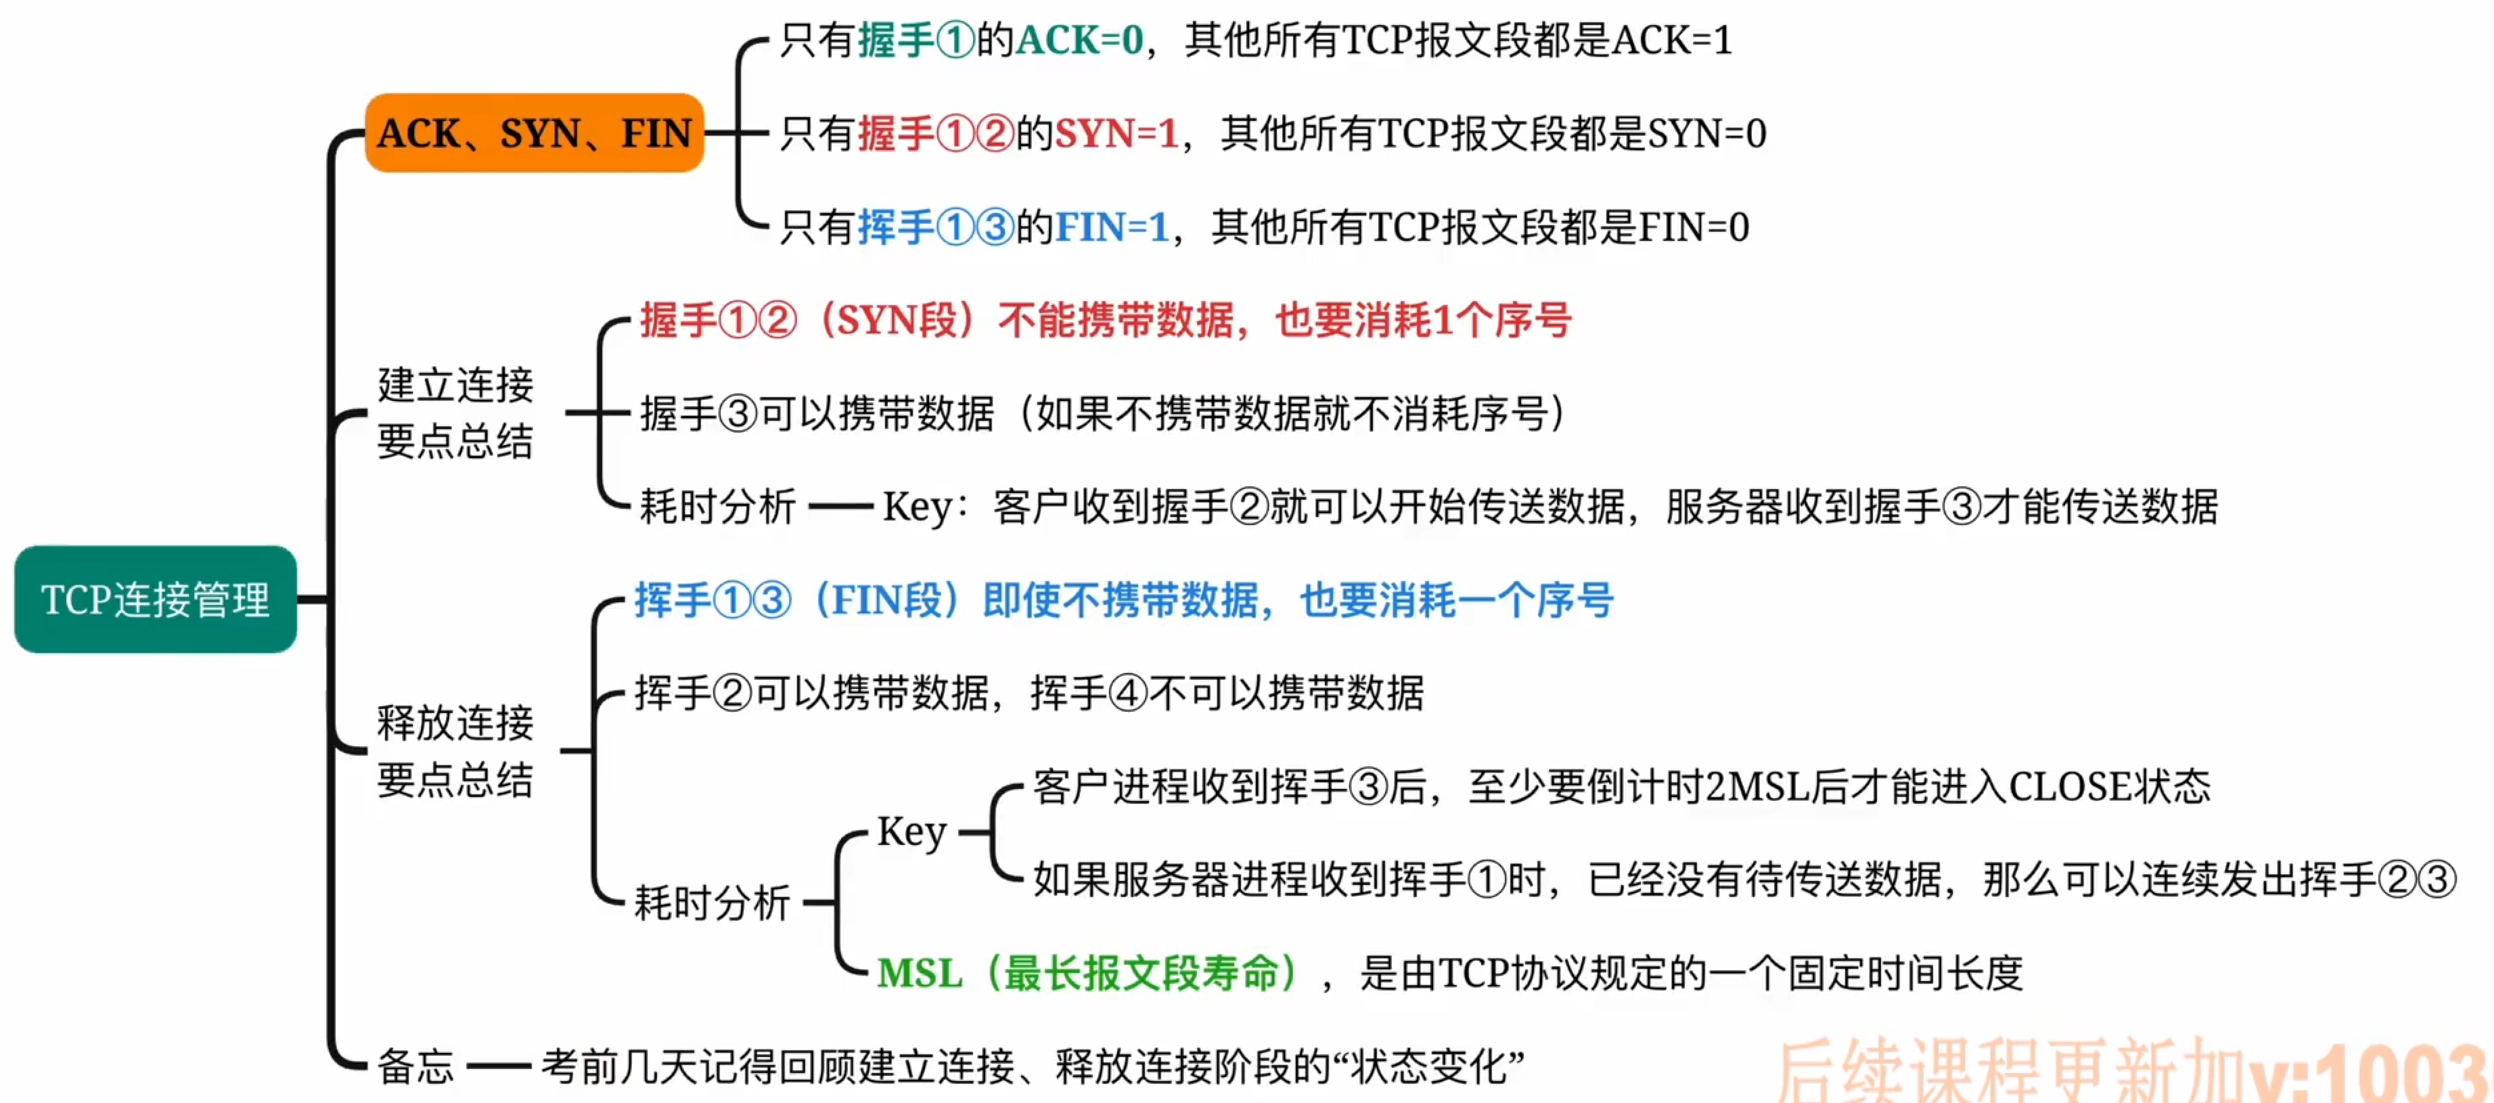 只有握手①的ACK=0，其他所有TCP报文段都是ACK=1
ACK、SYN、FIN
只有握手①②的SYN=1，其他所有TCP报文段都是SYN=0
只有挥手①③的FIN=1，其他所有TCP报文段都是FIN=0
握手①②（SYN段）不能携带数据，也要消耗1个序号
建立连接
要点总结
握手③可以携带数据（如果不携带数据就不消耗序号）
耗时分析
Key：客户收到握手②就可以开始传送数据，服务器收到握手③才能传送数据
TCP连接管理
挥手①③（FIN段）即使不携带数据，也要消耗一个序号
挥手②可以携带数据，挥手④不可以携带数据
释放连接
要点总结
客户进程收到挥手③后，至少要倒计时2MSL后才能进入CLOSE状态
Key
如果服务器进程收到挥手①时，已经没有待传送数据，那么可以连续发出挥手②③
耗时分析
MSL（最长报文段寿命），是由TCP协议规定的一个固定时间长度
备忘
考前几天记得回顾建立连接、释放连接阶段的“状态变化”
后续课程更新加v:1003